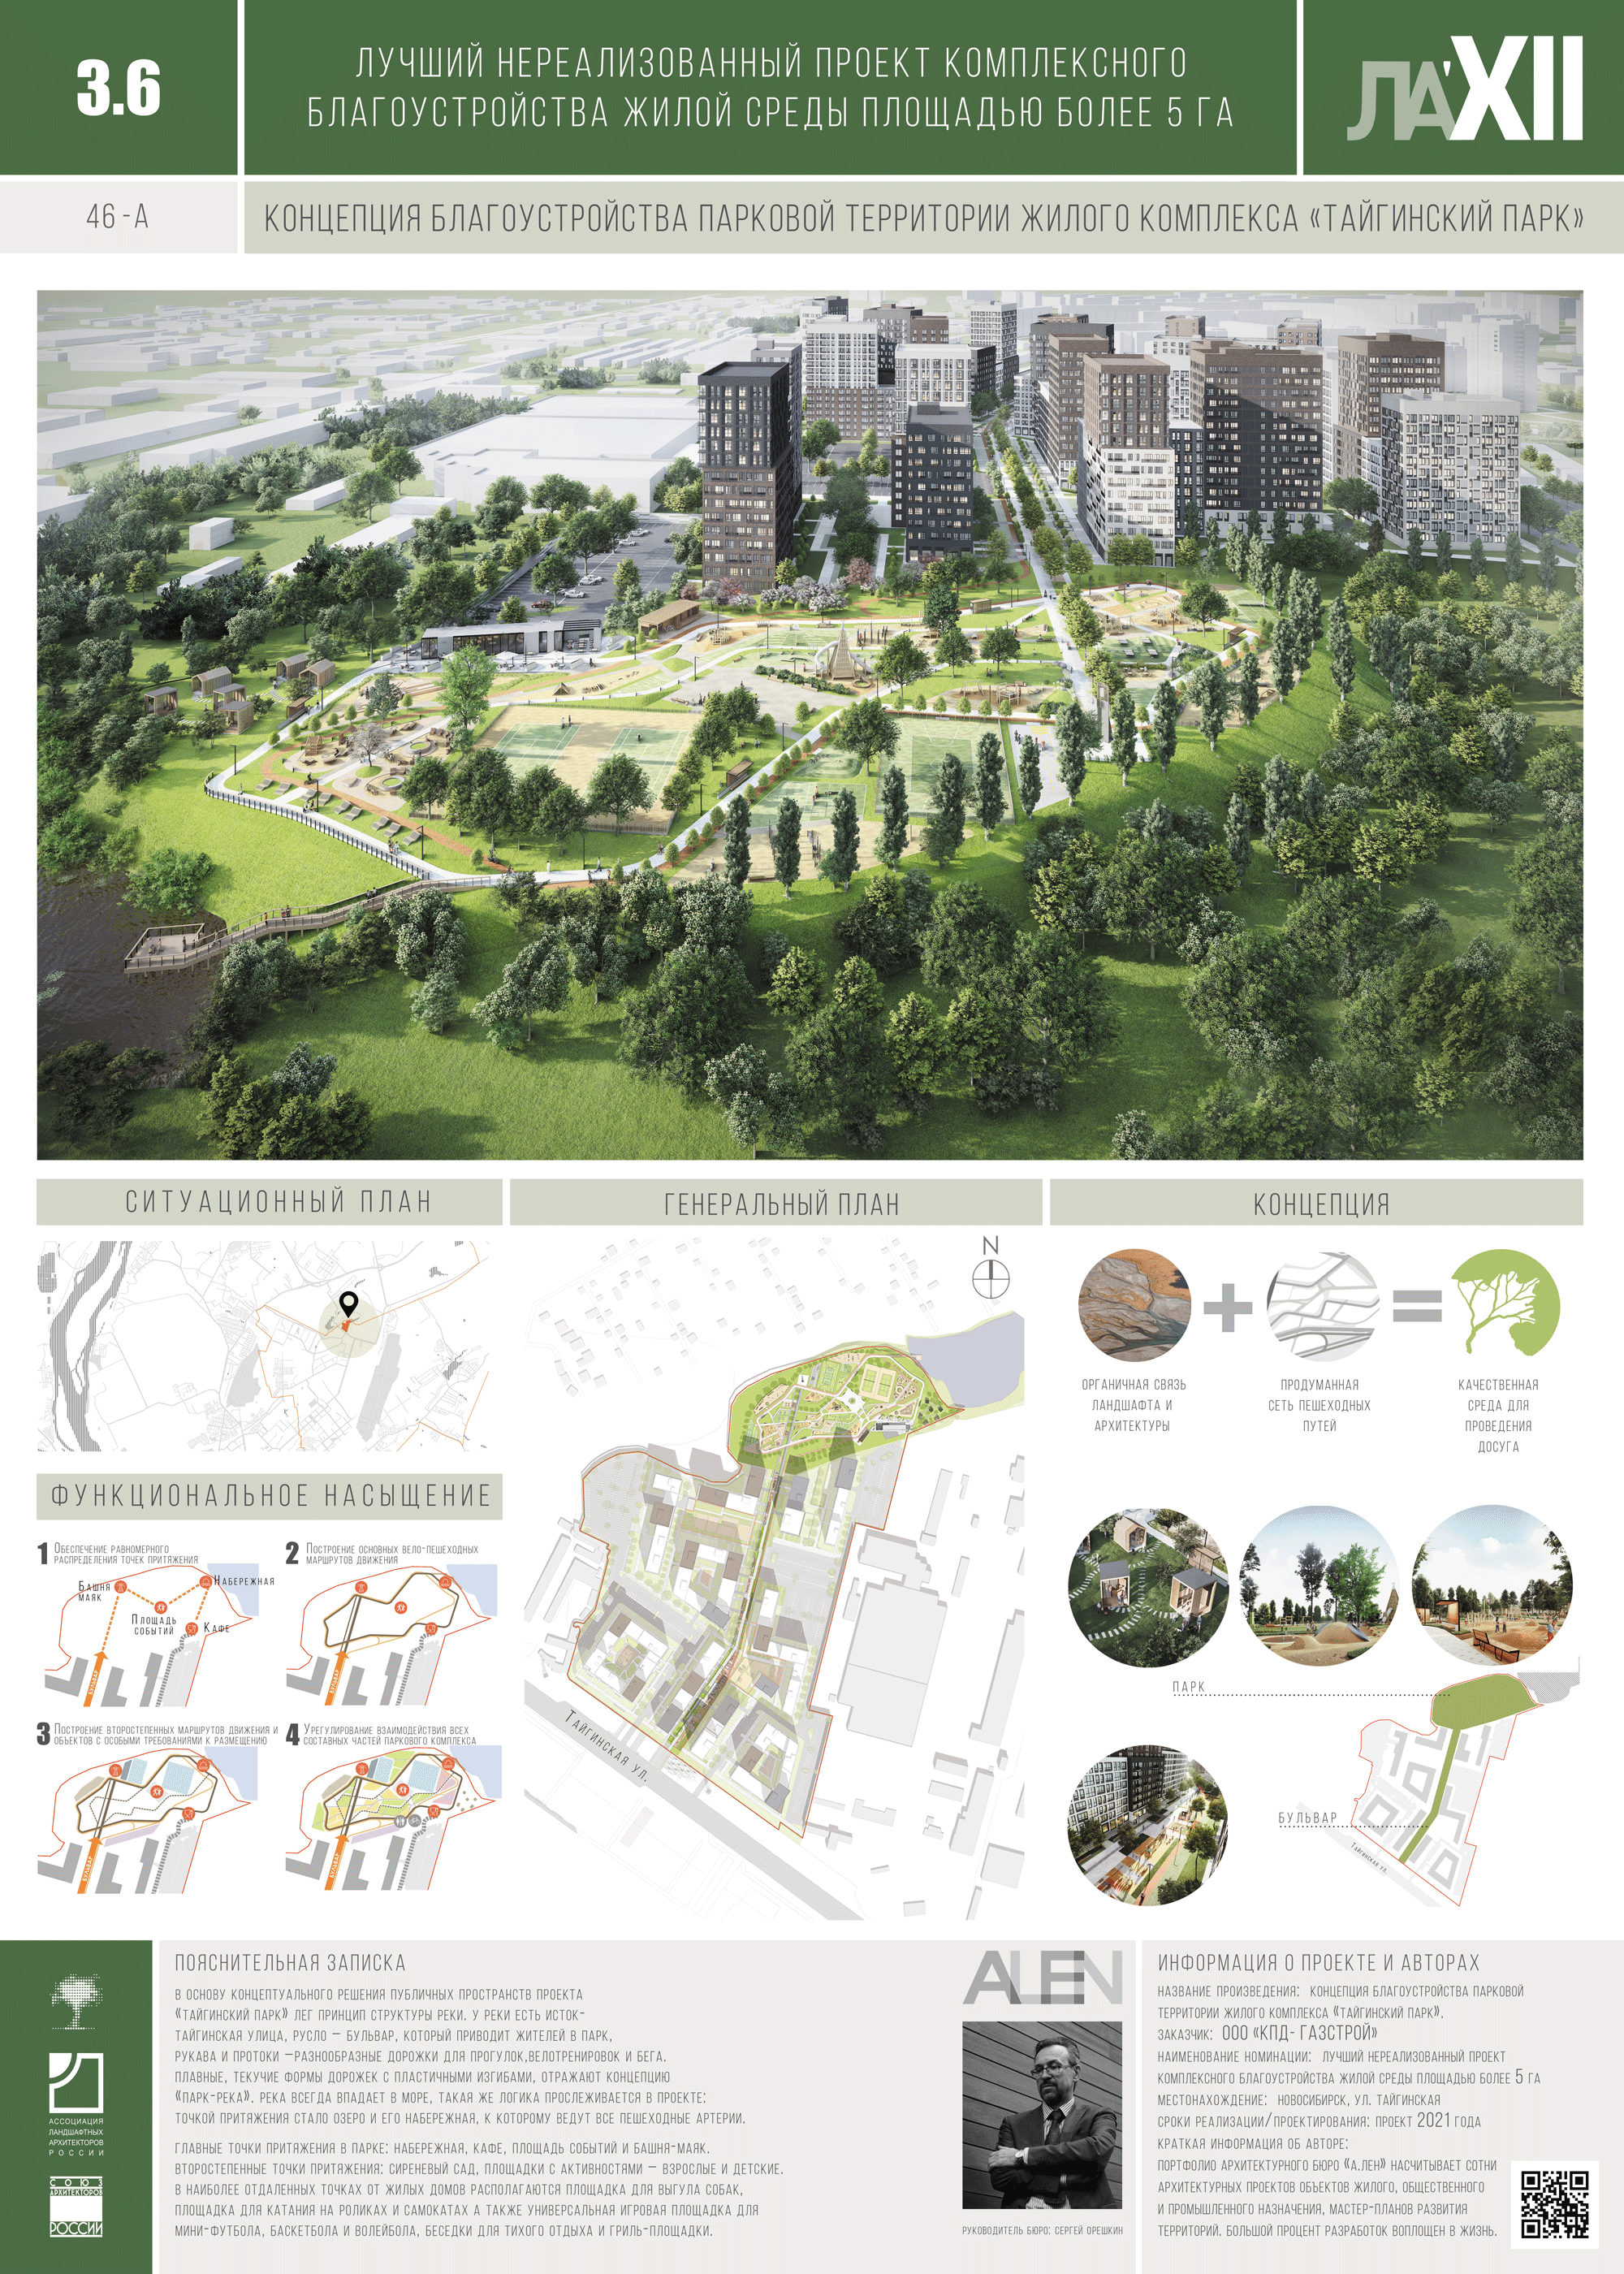 3.6
ЛУЧШИЙ НЕРЕАЛИЗОВАННЫЙ ПРОЕКТ КОМПЛЕКСНОГО
БЛАГОУСТРОЙСТВА ЖИЛОЙ СРЕДЫ ПЛОЩАДЬЮ БОЛЕЕ 5 ГА
ЛА'XII
46-А
КОНЦЕПЦИЯ БЛАГОУСТРОЙСТВА ПАРКОВОЙ ТЕРРИТОРИИ ЖИЛОГО КОМПЛЕКСА «ТАЙГИНСКИЙ ПАРК»
СИТУАЦИОННЫЙ ПЛАН
ФУНКЦИОНАЛЬНОЕ НАСЫЩЕНИЕ
1 ОБЕСПЕЧЕНИЕ РАВНОМЕРНОГО
РАСПРЕДЕЛЕНИЯ ТОЧЕК ПРИТЯЖЕНИЯ
БАШНЯ
МАЯК
НАБЕРЕЖНАЯ
ПЛОЩАДЬ
СОБЫТИЙ
КАФЕ
БУЛЬВАР
2 ПОСТРОЕНИЕ ОСНОВНЫХ ВЕЛО-ПЕШЕХОДНЫХ
МАРШРУТОВ ДВИЖЕНИЯ
БУЛЬВАР
3 ПОСТРОЕНИЕ ВТОРОСТЕПЕННЫХ МАРШРУТОВ ДВИЖЕНИЯ И
ОБЪЕКТОВ С ОСОБЫМИ ТРЕБОВАНИЯМИ К РАЗМЕЩЕНИЮ
БУЛЬВАР
4 УРЕГУЛИРОВАНИЕ ВЗАИМОДЕЙСТВИЯ ВСЕХ
СОСТАВНЫХ ЧАСТЕЙ ПАРКОВОГО КОМПЛЕКСА
БУЛЬВАР
ГЕНЕРАЛЬНЫЙ ПЛАН
N
ТАЙГИНСКАЯ УЛ.
КОНЦЕПЦИЯ
ОРГАНИЧНАЯ СВЯЗЬ
ЛАНДШАФТА И
АРХИТЕКТУРЫ
+
ПРОДУМАННАЯ
СЕТЬ ПЕШЕХОДНЫХ
ПУТЕЙ
=
КАЧЕСТВЕННАЯ
СРЕДА ДЛЯ
ПРОВЕДЕНИЯ
ДОСУГА
ПАРК
БУЛЬВАР
ТАЙГИНСКАЯ УЛ.
АССОЦИАЦИЯ
ЛАНДШАФТНЫХ
АРХИТЕКТОРОВ
РОССИИ
СОЮЗ
АРХИТЕКТОРОВ
РОССИИ
ПОЯСНИТЕЛЬНАЯ ЗАПИСКА
В ОСНОВУ КОНЦЕПТУАЛЬНОГО РЕШЕНИЯ ПУБЛИЧНЫХ ПРОСТРАНСТВ ПРОЕКТА
«ТАЙГИНСКИЙ ПАРК» ЛЕГ ПРИНЦИП СТРУКТУРЫ РЕКИ. У РЕКИ ЕСТЬ ИСТОК-
ТАЙГИНСКАЯ УЛИЦА, РУСЛО – БУЛЬВАР, КОТОРЫЙ ПРИВОДИТ ЖИТЕЛЕЙ В ПАРК,
РУКАВА И ПРОТОКИ –РАЗНООБРАЗНЫЕ ДОРОЖКИ ДЛЯ ПРОГУЛОК,ВЕЛОТРЕНИРОВОК И БЕГА.
ПЛАВНЫЕ, ТЕКУЧИЕ ФОРМЫ ДОРОЖЕК С ПЛАСТИЧНЫМИ ИЗГИБАМИ, ОТРАЖАЮТ КОНЦЕПЦИЮ
«ПАРК-РЕКА». РЕКА ВСЕГДА ВПАДАЕТ В МОРЕ, ТАКАЯ ЖЕ ЛОГИКА ПРОСЛЕЖИВАЕТСЯ В ПРОЕКТЕ:
ТОЧКОЙ ПРИТЯЖЕНИЯ СТАЛО ОЗЕРО И ЕГО НАБЕРЕЖНАЯ, К КОТОРОМУ ВЕДУТ ВСЕ ПЕШЕХОДНЫЕ АРТЕРИИ.
ГЛАВНЫЕ ТОЧКИ ПРИТЯЖЕНИЯ В ПАРКЕ: НАБЕРЕЖНАЯ, КАФЕ, ПЛОЩАДЬ СОБЫТИЙ И БАШНЯ-МАЯК.
ВТОРОСТЕПЕННЫЕ ТОЧКИ ПРИТЯЖЕНИЯ: СИРЕНЕВЫЙ САД, ПЛОЩАДКИ С АКТИВНОСТЯМИ – ВЗРОСЛЫЕ И ДЕТСКИЕ.
В НАИБОЛЕЕ ОТДАЛЕННЫХ ТОЧКАХ ОТ ЖИЛЫХ ДОМОВ РАСПОЛАГАЮТСЯ ПЛОЩАДКА ДЛЯ ВЫГУЛА СОБАК,
ПЛОЩАДКА ДЛЯ КАТАНИЯ НА РОЛИКАХ И САМОКАТАХ А ТАКЖЕ УНИВЕРСАЛЬНАЯ ИГРОВАЯ ПЛОЩАДКА ДЛЯ
МИНИ-ФУТБОЛА, БАСКЕТБОЛА И ВОЛЕЙБОЛА, БЕСЕДКИ ДЛЯ ТИХОГО ОТДЫХА И ГРИЛЬ-ПЛОЩАДКИ.
ALEN
РУКОВОДИТЕЛЬ БЮРО: СЕРГЕЙ ОРЕШКИН
ИНФОРМАЦИЯ О ПРОЕКТЕ И АВТОРАХ
НАЗВАНИЕ ПРОИЗВЕДЕНИЯ: КОНЦЕПЦИЯ БЛАГОУСТРОЙСТВА ПАРКОВОЙ
ТЕРРИТОРИИ ЖИЛОГО КОМПЛЕКСА «ТАЙГИНСКИЙ ПАРК».
ЗАКАЗЧИК: ООО «КПД- ГАЗСТРОЙ»
НАИМЕНОВАНИЕ НОМИНАЦИИ: ЛУЧШИЙ НЕРЕАЛИЗОВАННЫЙ ПРОЕКТ
КОМПЛЕКСНОГО БЛАГОУСТРОЙСТВА ЖИЛОЙ СРЕДЫ ПЛОЩАДЬЮ БОЛЕЕ 5 ГА
МЕСТОНАХОЖДЕНИЕ: НОВОСИБИРСК, УЛ. ТАЙГИНСКАЯ
СРОКИ РЕАЛИЗАЦИИ/ПРОЕКТИРОВАНИЯ: ПРОЕКТ 2021 ГОДА
КРАТКАЯ ИНФОРМАЦИЯ ОБ АВТОРЕ:
ПОРТФОЛИО АРХИТЕКТУРНОГО БЮРО «А.ЛЕН» НАСЧИТЫВАЕТ СОТНИ
АРХИТЕКТУРНЫХ ПРОЕКТОВ ОБЪЕКТОВ ЖИЛОГО, ОБЩЕСТВЕННОГО
И ПРОМЫШЛЕННОГО НАЗНАЧЕНИЯ, МАСТЕР-ПЛАНОВ РАЗВИТИЯ
ТЕРРИТОРИЙ. БОЛЬШОЙ ПРОЦЕНТ РАЗРАБОТОК ВОПЛОЩЕН В ЖИЗНЬ.